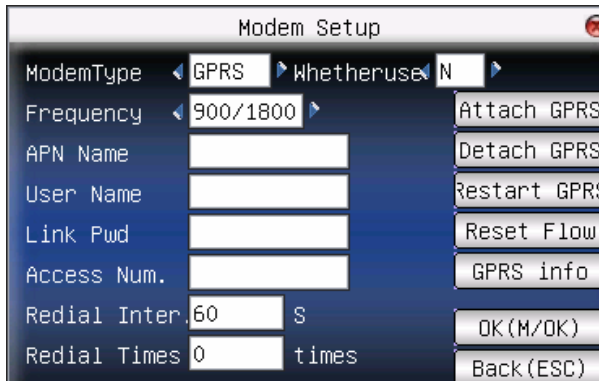 Modem Setup
ModemType GPRS Whetheruse N
Frequency 900/1800 Attach GPRS
APN Name Detach GPRS
User Name Restart GPRS
Link Pwd Reset Flow
Access Num. GPRS info
Redial Inter. 60 S
OK(M/OK)
Redial Times 0 times
Back(ESC)